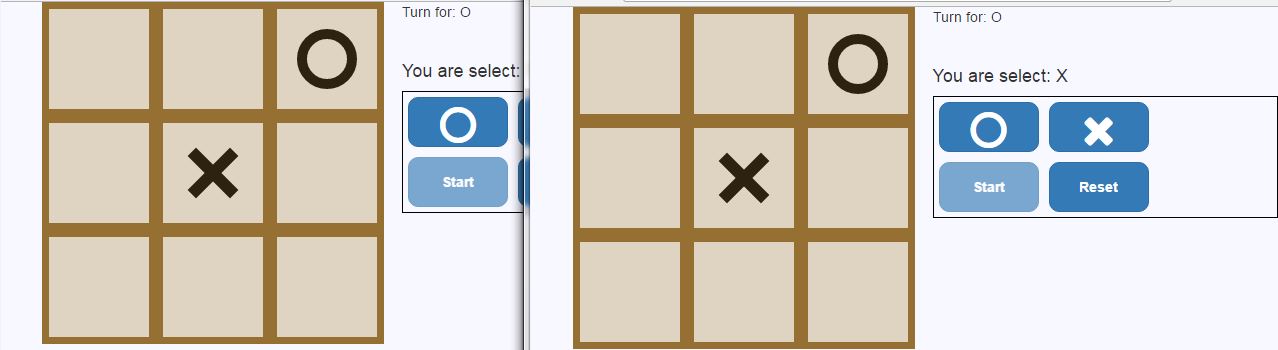 Turn for: O
You are select:
Start
Turn for: O
You are select: X
Start
Reset